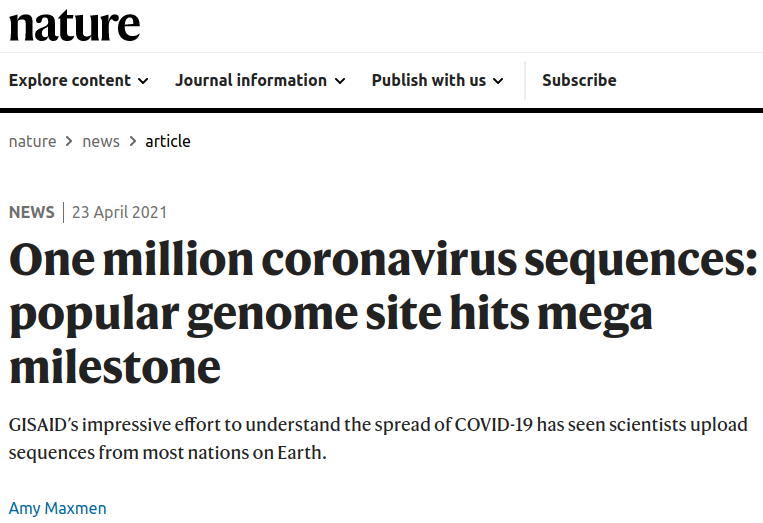 nature
Explore content Journal information Publish with us Subscribe
nature > news > article
NEWS | 23 April 2021
One million coronavirus sequences:
popular genome site hits mega
milestone
GISAID's impressive effort to understand the spread of COVID-19 has seen scientists upload
sequences from most nations on Earth.
Amy Maxmen